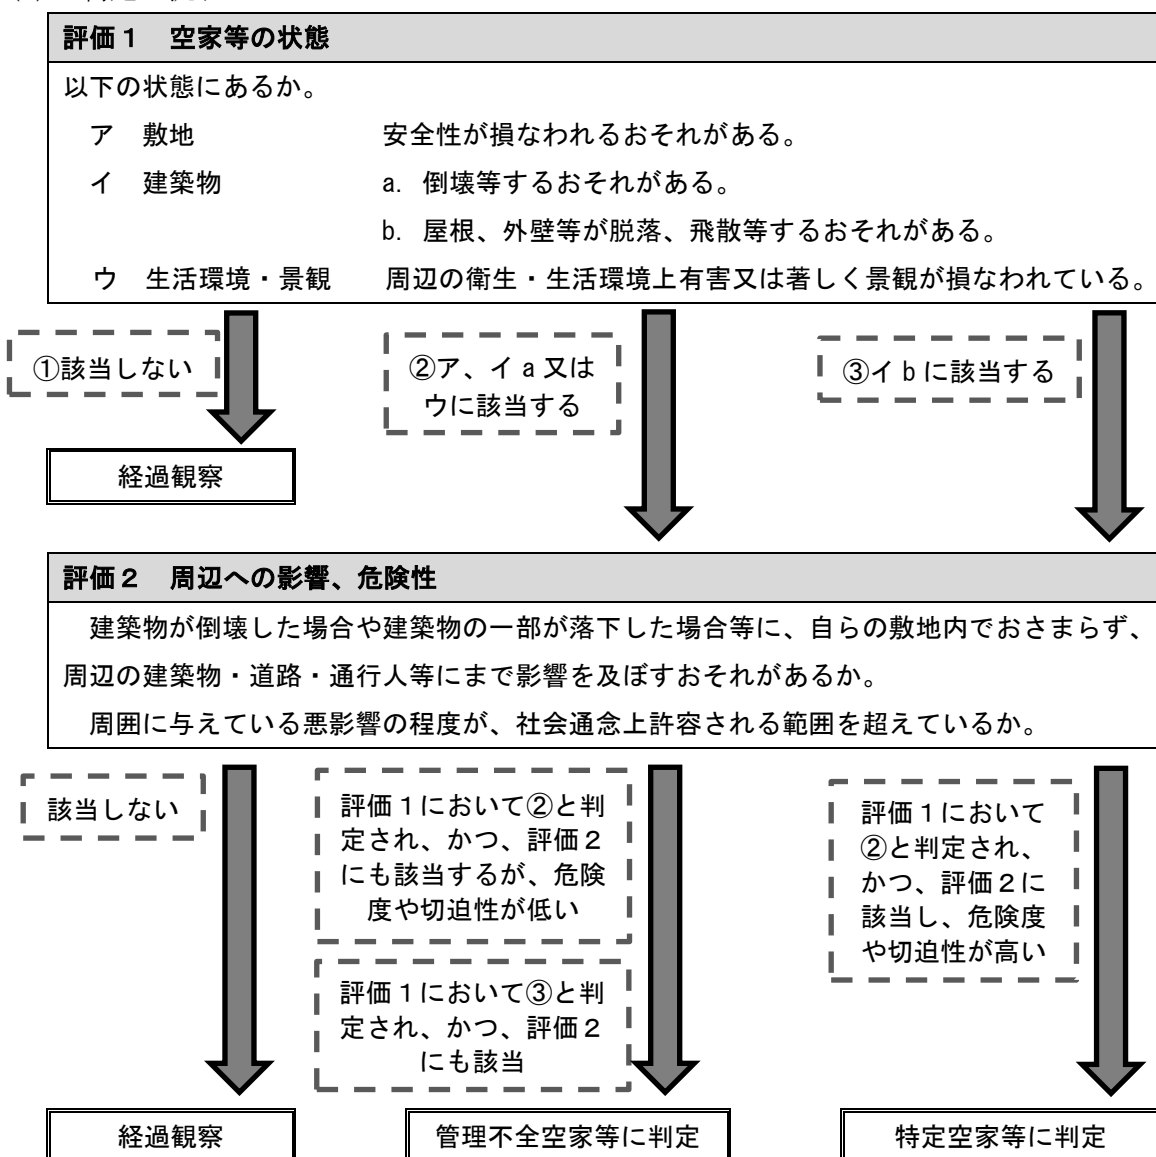 評価１　空家等の状態
以下の状態にあるか。
ア　敷地　安全性が損なわれるおそれがある。
イ　建築物　a. 倒壊等するおそれがある。
b. 屋根、外壁等が脱落、飛散等するおそれがある。
ウ　生活環境・景観　周辺の衛生・生活環境上有害又は著しく景観が損なわれている。
①該当しない
②ア、イ a 又は
ウに該当する
③イ b に該当する
経過観察
評価２　周辺への影響、危険性
建築物が倒壊した場合や建築物の一部が落下した場合等に、自らの敷地内でおさまらず、
周辺の建築物・道路・通行人等にまで影響を及ぼすおそれがあるか。
周囲に与えている悪影響の程度が、社会通念上許容される範囲を超えているか。
該当しない
評価１において②と判
定され、かつ、評価２
にも該当するが、危険
度や切迫性が低い
評価１において③と判
定され、かつ、評価２
にも該当
評価１において
②と判定され、
かつ、評価２に
該当し、危険度
や切迫性が高い
経過観察
管理不全空家等に判定
特定空家等に判定